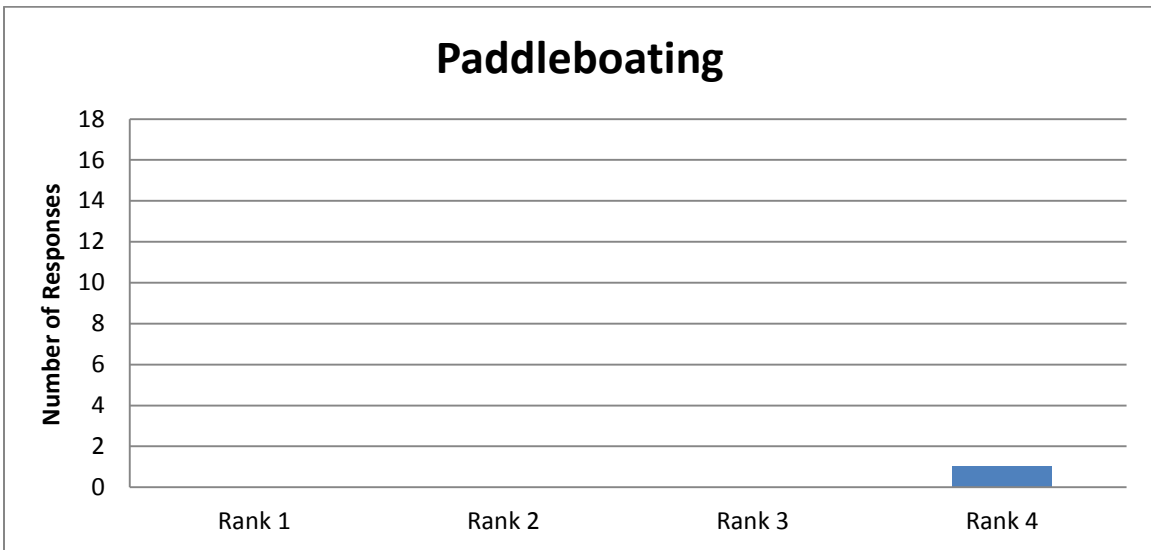 Paddleboating
Number of Responses
18
16
14
12
10
8
6
4
2
0
Rank 1
Rank 2
Rank 3
Rank 4